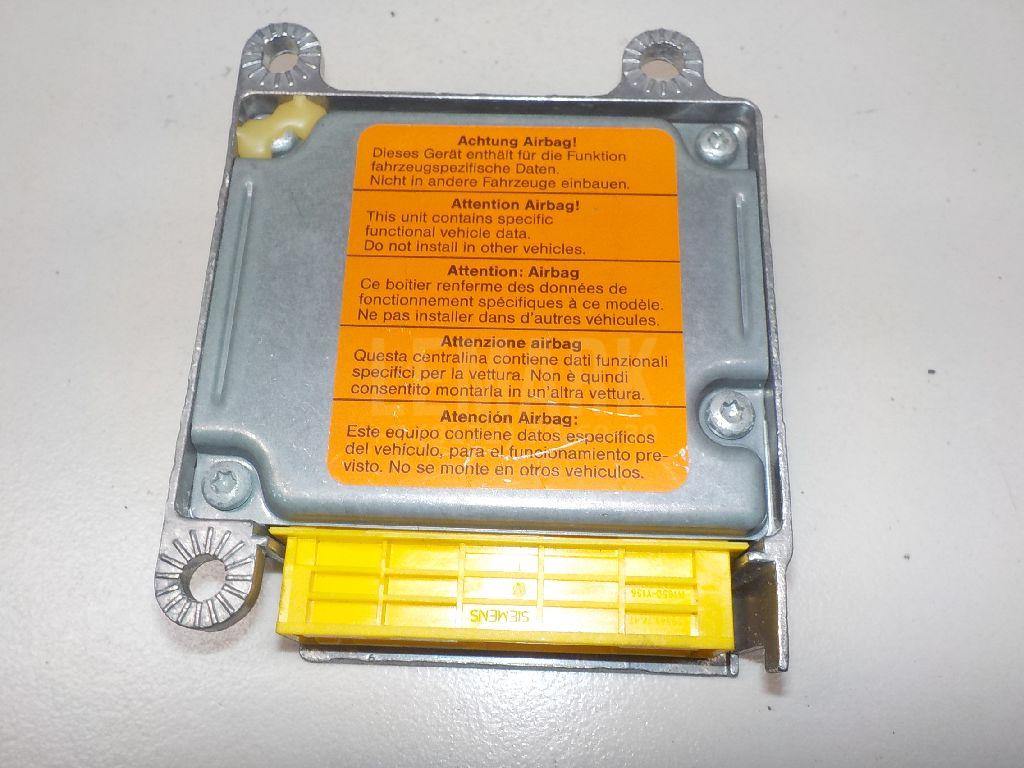 Achtung Airbag!
Dieses Gerät enthält für die Funktion
fahrzeugspezifische Daten.
Nicht in andere Fahrzeuge einbauen.
Attention Airbag!
This unit contains specific
functional vehicle data.
Do not install in other vehicles.
Attention: Airbag
Ce boîtier renferme des données de
fonctionnement spécifiques à ce modèle.
Ne pas installer dans d'autres véhicules.
Attenzione airbag
Questa centralina contiene dati funzionali
specifici per la vettura. Non è quindi
consentito montarla in un'altra vettura.
Atención Airbag:
Este equipo contiene datos específicos
del vehículo, para el funcionamiento pre-
visto. No se monte en otros vehiculos.
SIEMENS